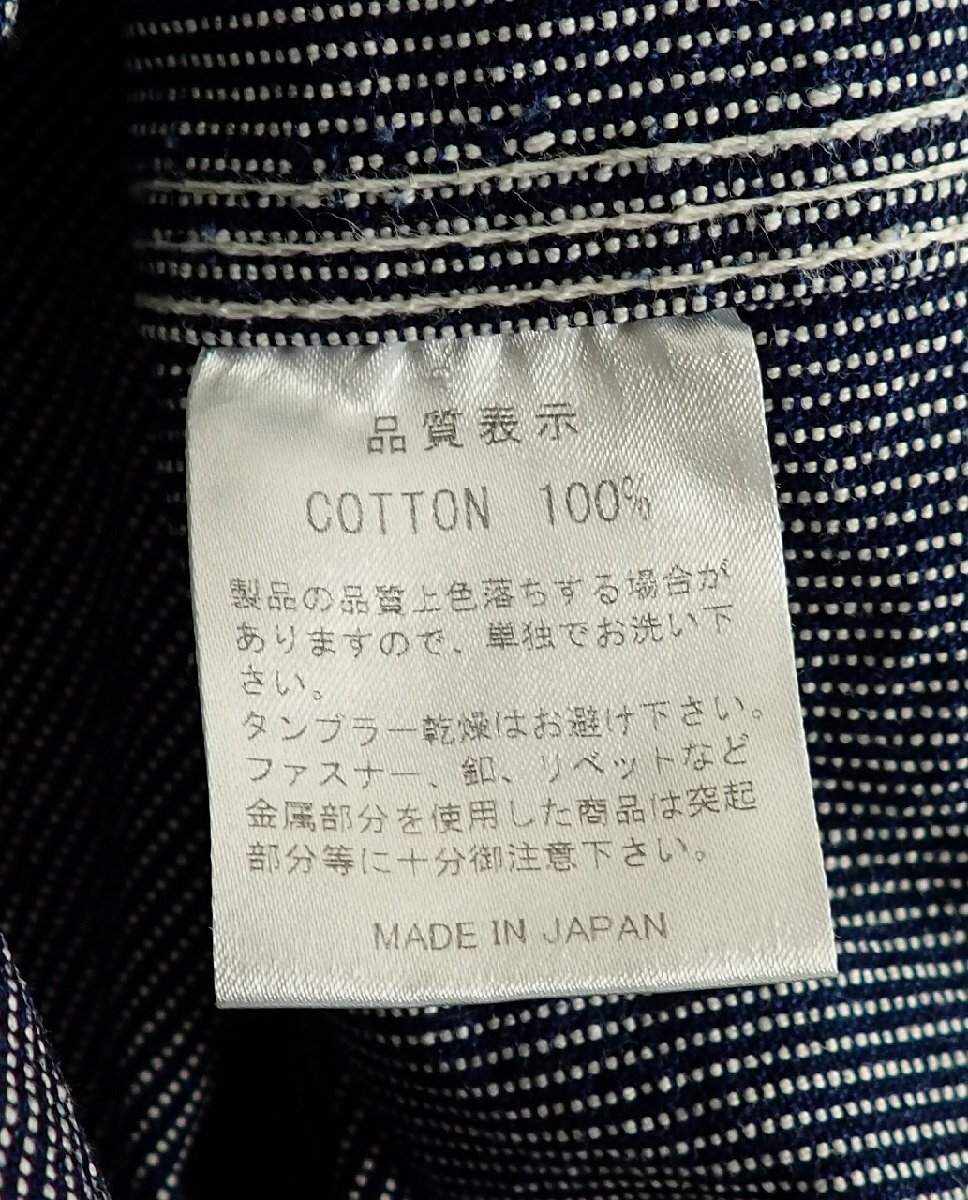 品質表示
COTTON 100%
製品の品質上色落ちする場合が
ありますので、単独でお洗い下
さい。
タンブラー乾燥はお避け下さい。
ファスナー、釦、リベットなど
金属部分を使用した商品は突起
部分等に十分御注意下さい。
MADE IN JAPAN